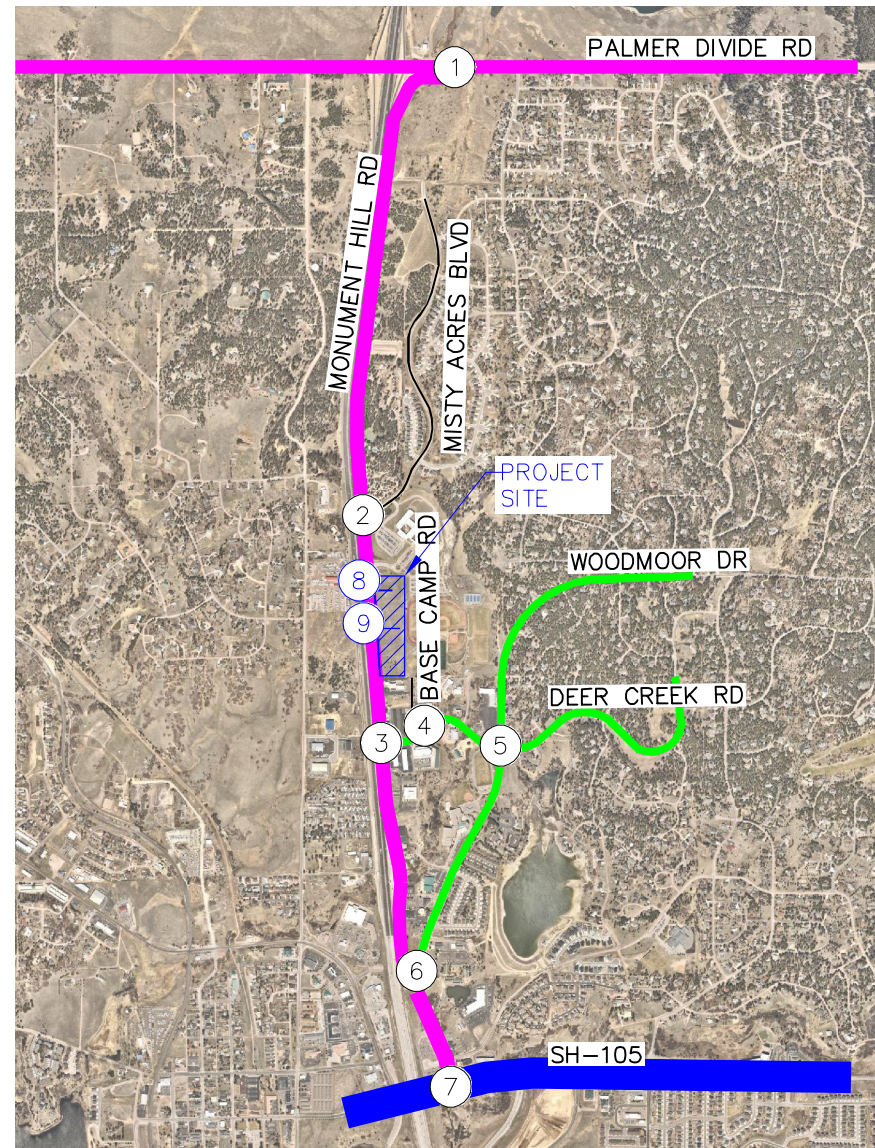 PALMER DIVIDE RD
1
MONUMENT HILL RD
MISTY ACRES BLVD
PROJECT
SITE
2
BASE CAMP RD
WOODMOOR DR
8
9
DEER CREEK RD
4
3
5
6
SH-105
7